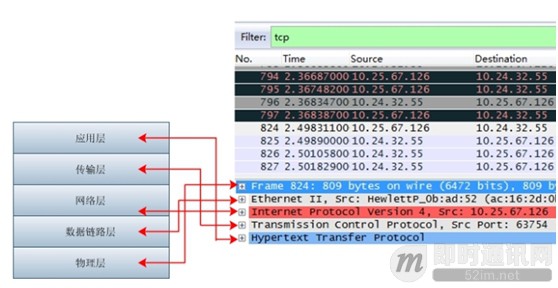 Filter: tcp
No. Time Source Destination
794 2.36687000 10.25.67.126 10.24.32.55
795 2.36748200 10.25.67.126 10.24.32.55
796 2.36834700 10.24.32.55 10.25.67.126
797 2.36838700 10.25.67.126 10.24.32.55
824 2.49831100 10.25.67.126 10.24.32.55
825 2.49890000 10.24.32.55 10.25.67.126
826 2.50105800 10.24.32.55 10.25.67.126
827 2.50182900 10.24.32.55 10.25.67.126
应用层
传输层
网络层
数据链路层
物理层
Frame 824: 809 bytes on wire (6472 bits), 809 by
Ethernet II, Src: HewlettP_0b:ad:52 (ac:16:2d:0b
Internet Protocol Version 4, Src: 10.25.67.126
Transmission Control Protocol, Src Port: 63754
Hypertext Transfer Protocol
即时通讯网
52im.net